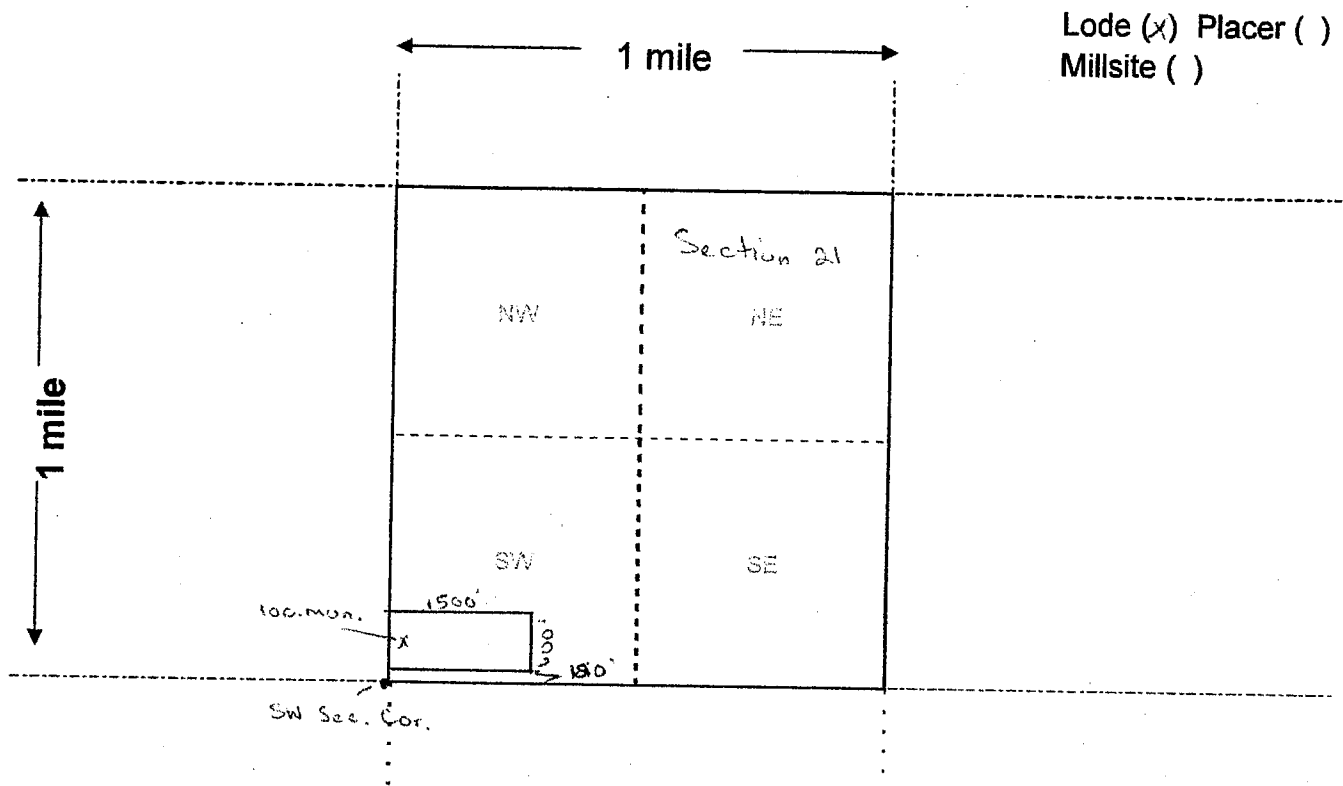 Lode (x) Placer ( )
Millsite ( )
1 mile
1 mile
Section 21
NW
NE
SW
SE
1500'
600'
loc. mon.
SW Sec. Cor.